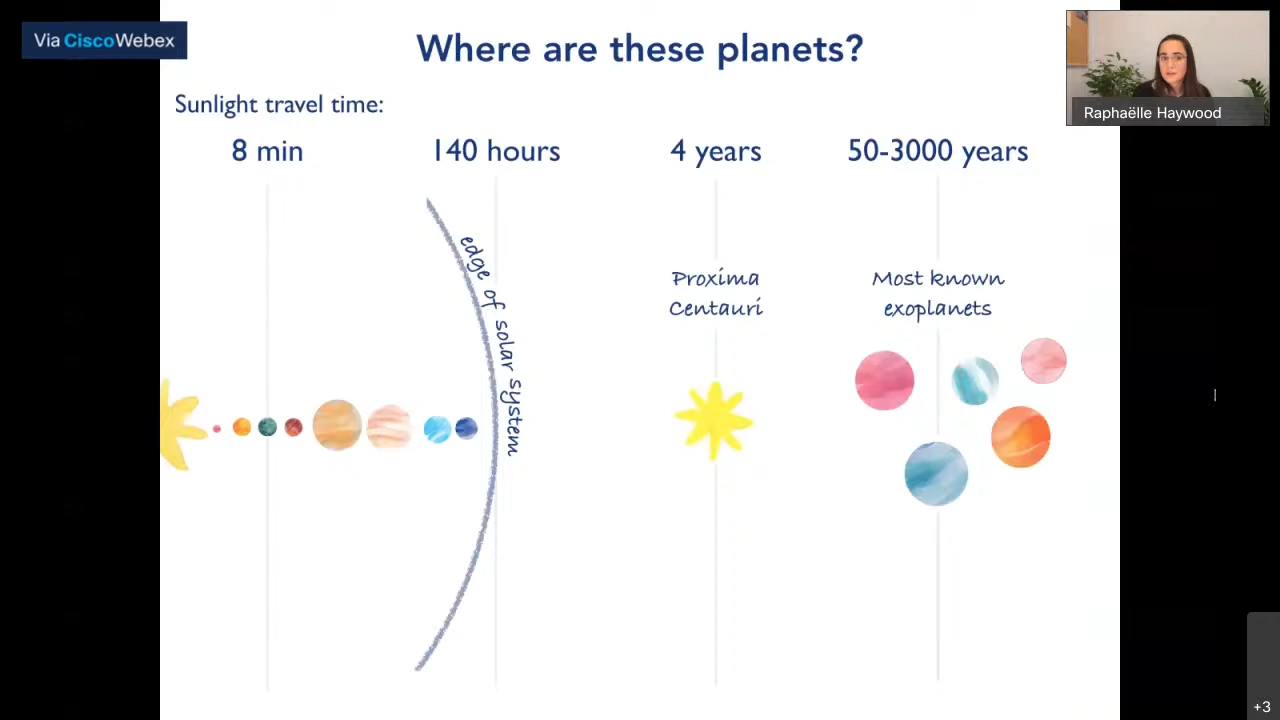 Via CiscoWebex
Where are these planets?
Raphaëlle Haywood
Sunlight travel time:
8 min
140 hours
4 years
50-3000 years
edge of solar system
Proxima
Centauri
Most known
exoplanets
+3